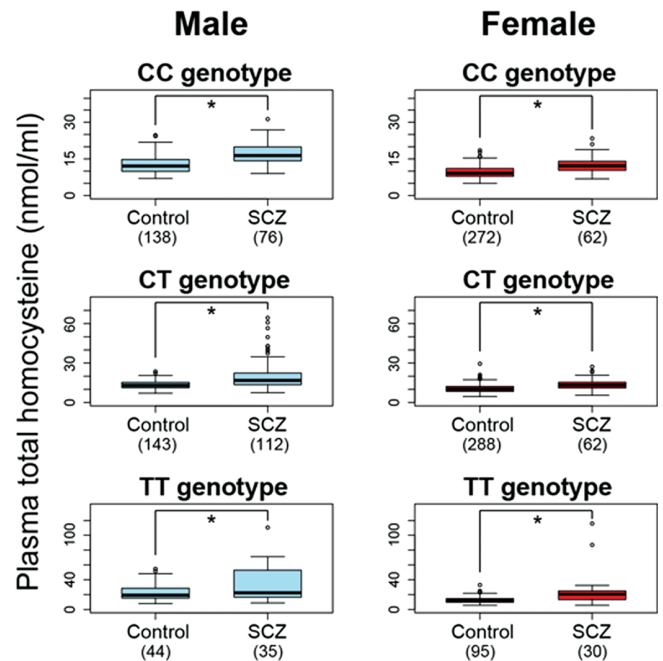 Male Female
Plasma total homocysteine (nmol/ml)
CC genotype CC genotype
* *
30 30
15 15
0 0
Control SCZ Control SCZ
(138) (76) (272) (62)
CT genotype CT genotype
* *
60 60
30 30
0 0
Control SCZ Control SCZ
(143) (112) (288) (62)
TT genotype TT genotype
* *
100 100
40 40
0 0
Control SCZ Control SCZ
(44) (35) (95) (30)